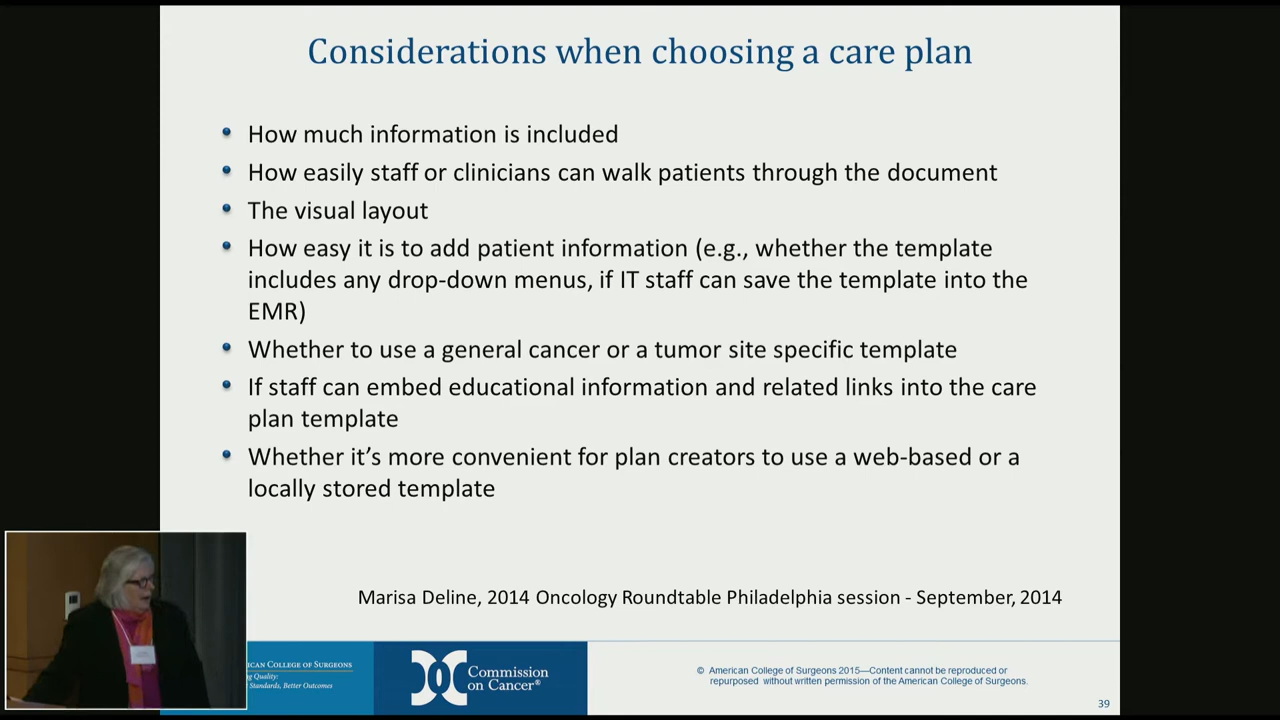 Considerations when choosing a care plan
How much information is included
How easily staff or clinicians can walk patients through the document
The visual layout
How easy it is to add patient information (e.g., whether the template
includes any drop-down menus, if IT staff can save the template into the
EMR)
Whether to use a general cancer or a tumor site specific template
If staff can embed educational information and related links into the care
plan template
Whether it’s more convenient for plan creators to use a web-based or a
locally stored template
Marisa Deline, 2014 Oncology Roundtable Philadelphia session - September, 2014
ICAN COLLEGE OF SURGEONS
g Quality:
Standards, Better Outcomes
Commission
on Cancer®
© American College of Surgeons 2015—Content cannot be reproduced or
repurposed without written permission of the American College of Surgeons.
39